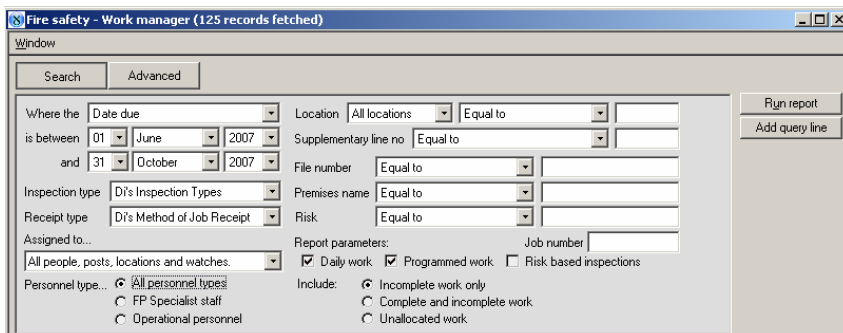 Fire safety - Work manager (125 records fetched)
Window
Search Advanced
Where the Date due Location All locations Equal to Run report
is between 01 June 2007 Supplementary line no Equal to Add query line
and 31 October 2007 File number Equal to
Inspection type Di's Inspection Types Premises name Equal to
Receipt type Di's Method of Job Receipt Risk Equal to
Assigned to... Report parameters: Job number
All people, posts, locations and watches. Daily work Programmed work Risk based inspections
Personnel type... All personnel types Include: Incomplete work only
FP Specialist staff Complete and incomplete work
Operational personnel Unallocated work